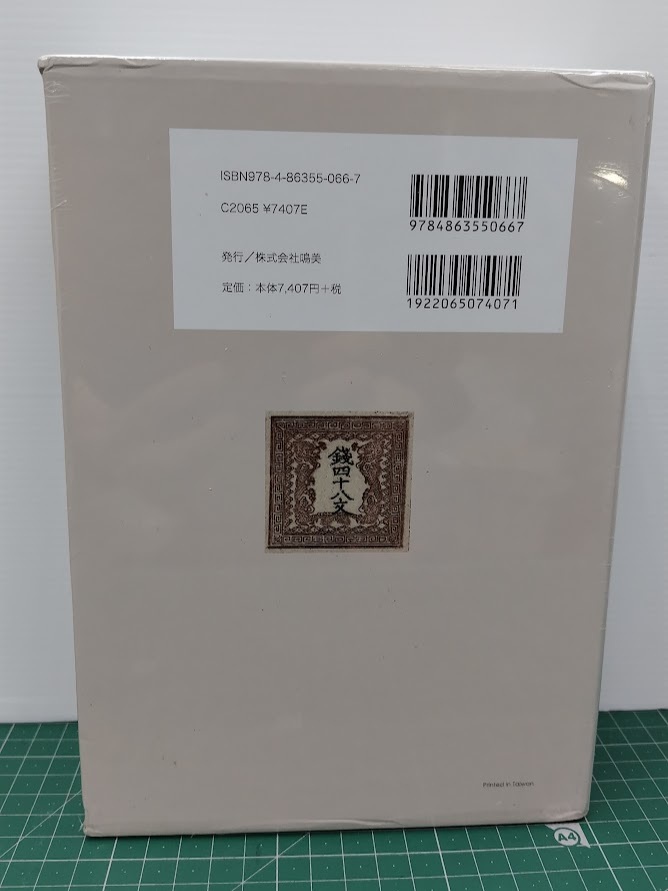 ISBN978-4-86355-066-7
C2065 ¥7407E
9784863550667
発行／株式会社鳴美
定価：本体7,407円＋税
1922065074071
錢四十八文
Printed in Taiwan
A4